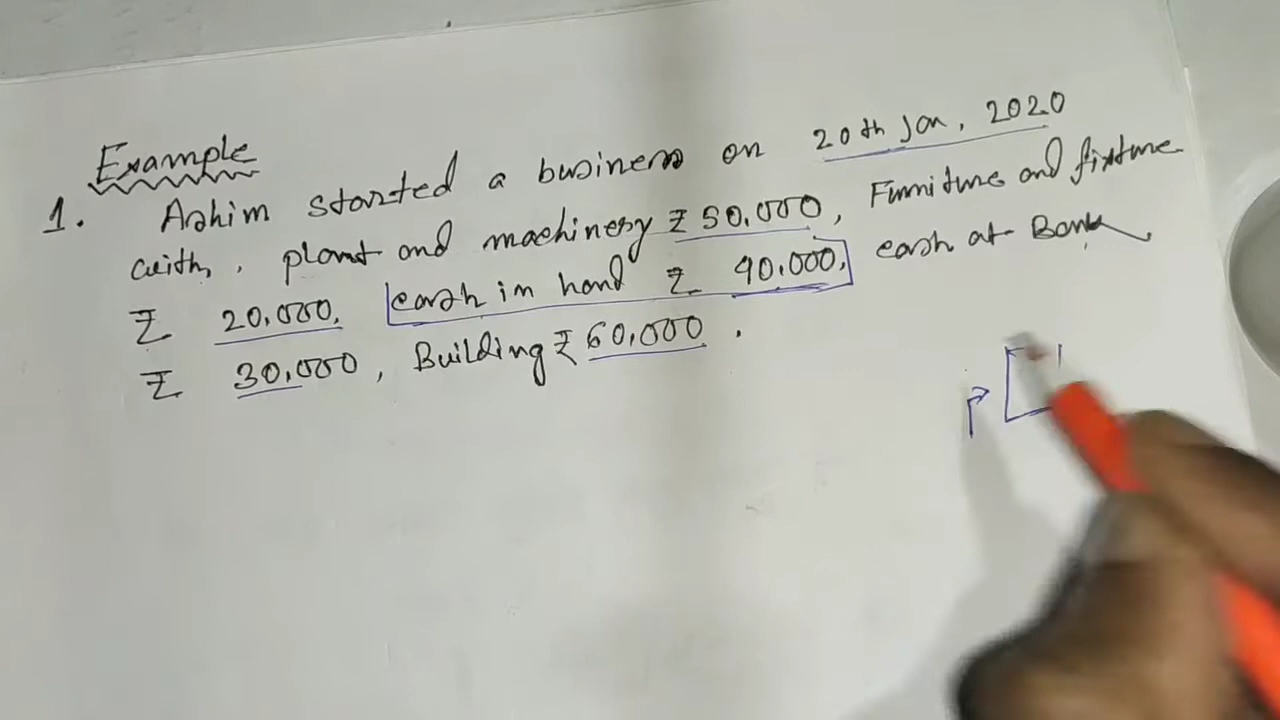 Example
1. Ashim started a business on 20th Jan, 2020
with, plant and machinery ₹ 50,000, Furniture and fixture
₹ 20,000, cash in hand ₹ 40,000, cash at Bank
₹ 30,000, Building ₹ 60,000.